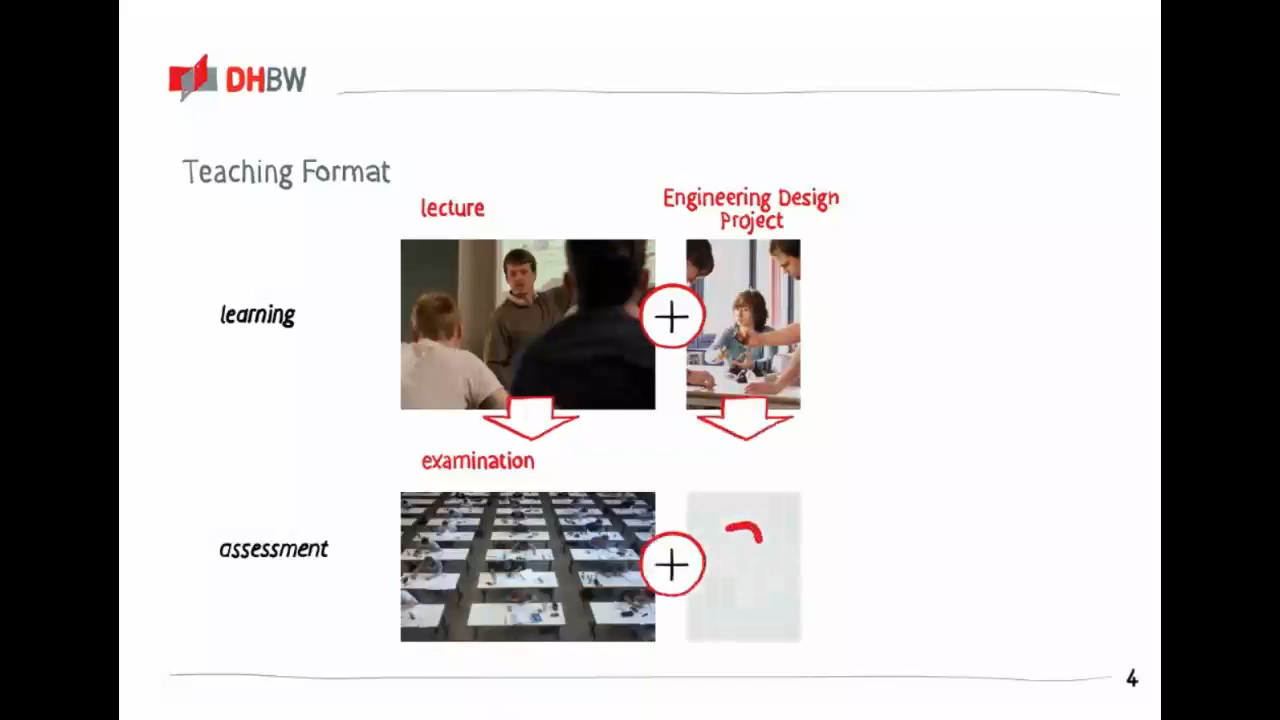 DHBW
Teaching Format
lecture
Engineering Design
Project
learning
examination
assessment
4